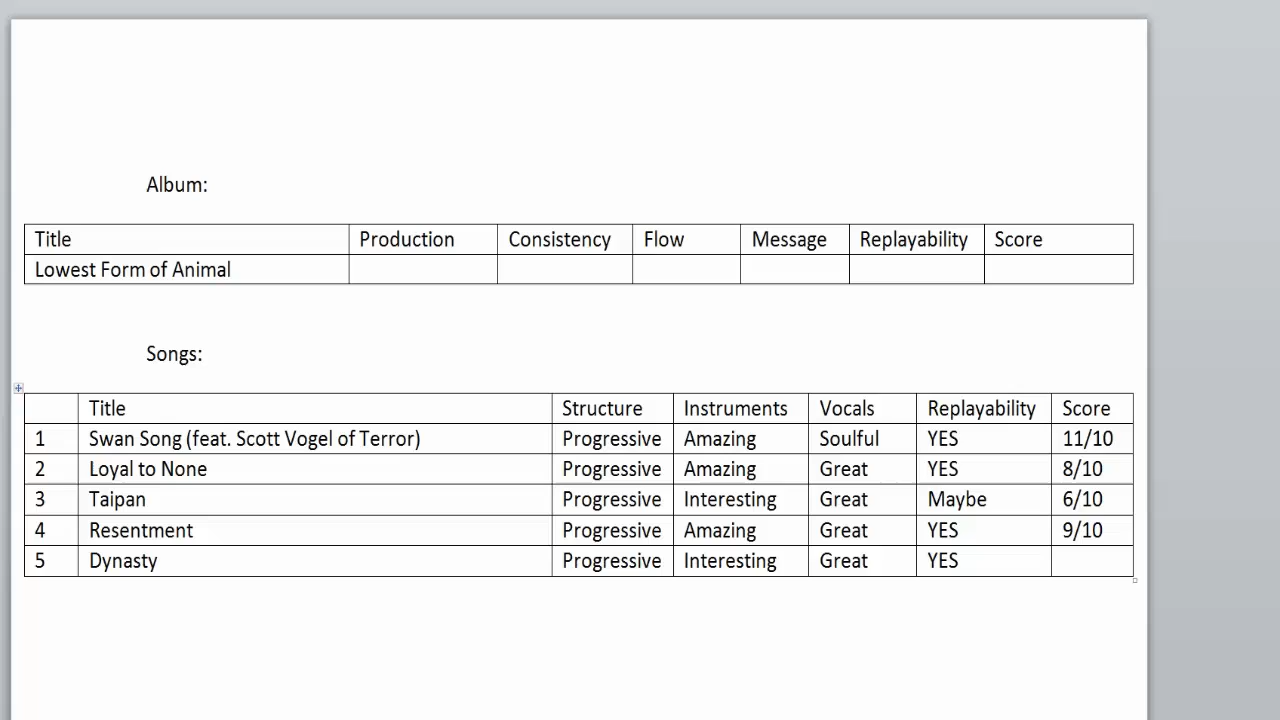 Album:
Title Production Consistency Flow Message Replayability Score
Lowest Form of Animal
Songs:
Title Structure Instruments Vocals Replayability Score
1 Swan Song (feat. Scott Vogel of Terror) Progressive Amazing Soulful YES 11/10
2 Loyal to None Progressive Amazing Great YES 8/10
3 Taipan Progressive Interesting Great Maybe 6/10
4 Resentment Progressive Amazing Great YES 9/10
5 Dynasty Progressive Interesting Great YES